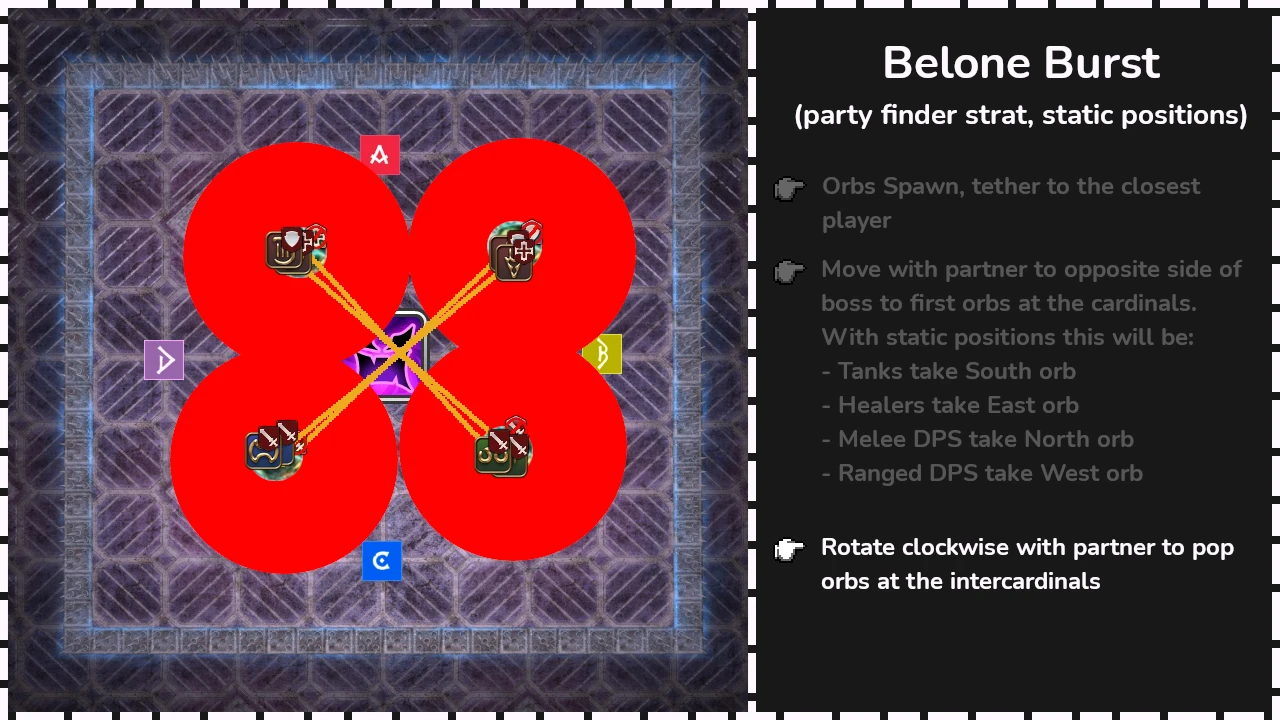 Belone Burst
(party finder strat, static positions)
Orbs Spawn, tether to the closest
player
Move with partner to opposite side of
boss to first orbs at the cardinals.
With static positions this will be:
- Tanks take South orb
- Healers take East orb
- Melee DPS take North orb
- Ranged DPS take West orb
Rotate clockwise with partner to pop
orbs at the intercardinals
A
D
B
C